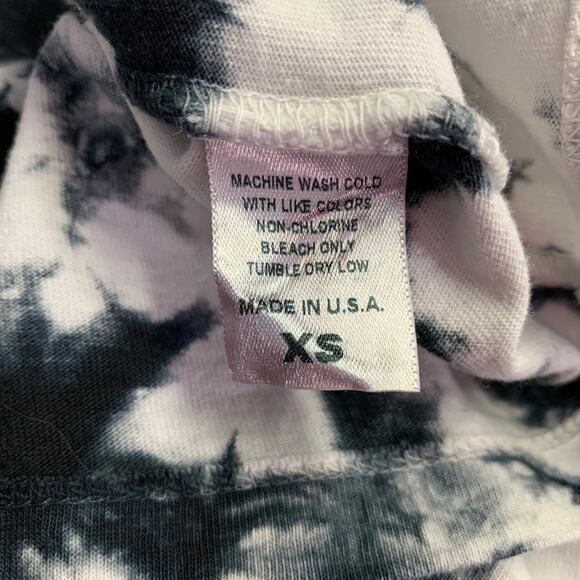 MACHINE WASH COLD
WITH LIKE COLORS
NON-CHLORINE
BLEACH ONLY
TUMBLE DRY LOW
MADE IN U.S.A.
XS